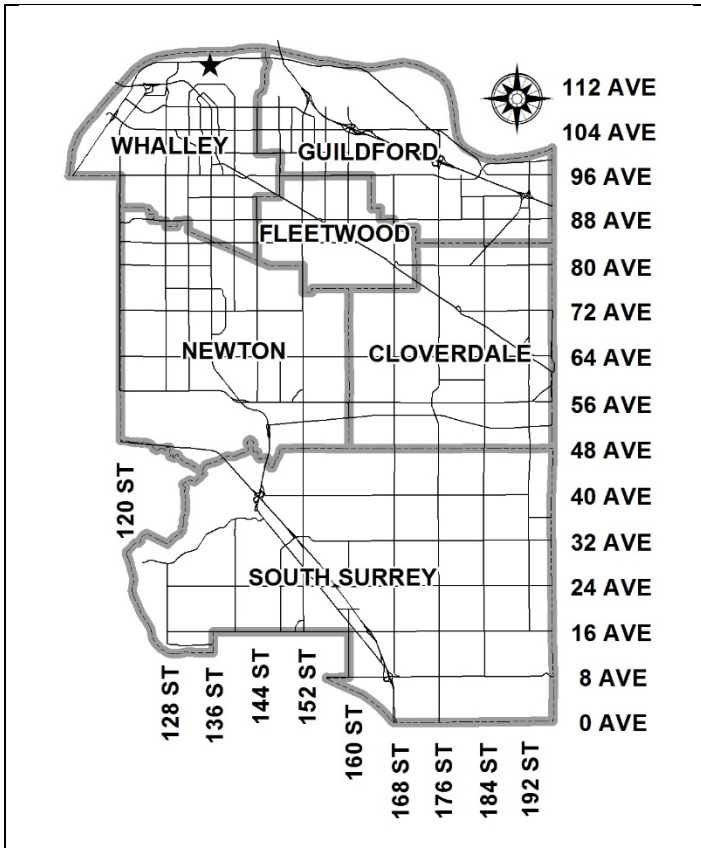 112 AVE
104 AVE
WHALLEY
GUILDFORD
96 AVE
88 AVE
FLEETWOOD
80 AVE
72 AVE
NEWTON
CLOVERDALE
64 AVE
56 AVE
48 AVE
120 ST
40 AVE
32 AVE
SOUTH SURREY
24 AVE
16 AVE
128 ST
136 ST
144 ST
152 ST
160 ST
8 AVE
0 AVE
168 ST
176 ST
184 ST
192 ST